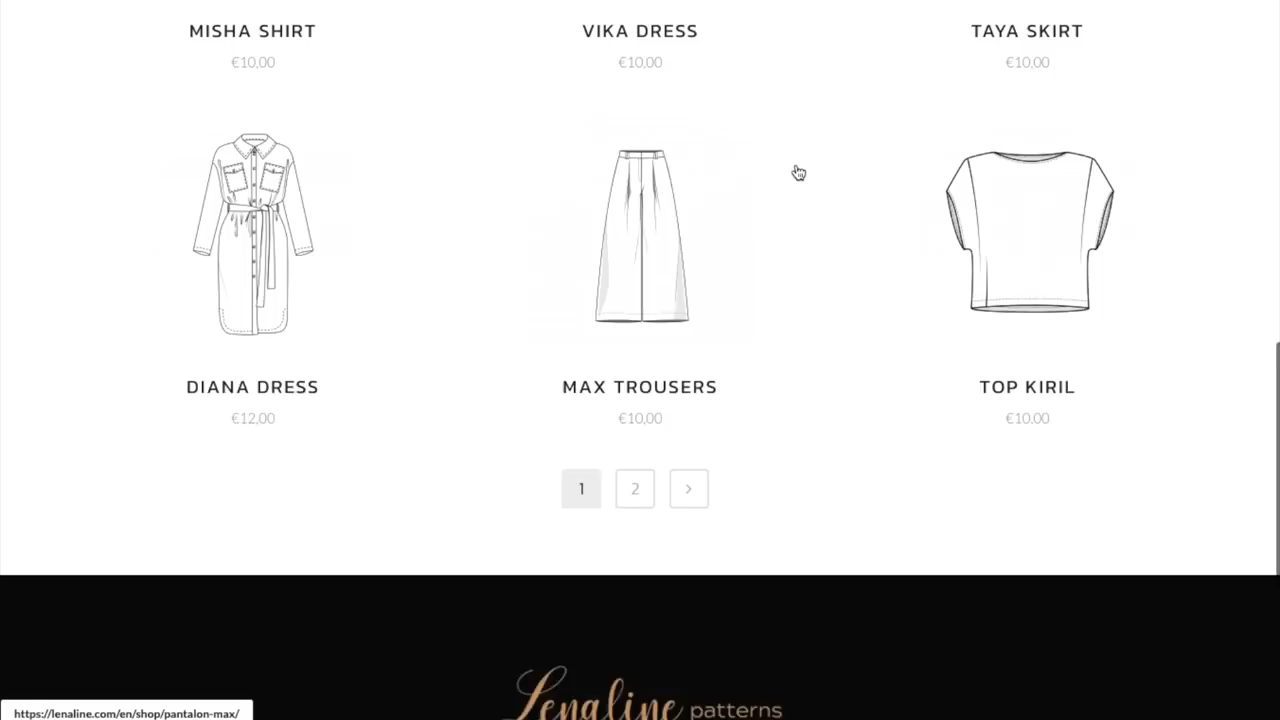 MISHA SHIRT
€10,00
VIKA DRESS
€10,00
TAYA SKIRT
€10,00
DIANA DRESS
€12,00
MAX TROUSERS
€10,00
TOP KIRIL
€10,00
1 2 >
Lenaline patterns
https://lenaline.com/en/shop/pantalon-max/